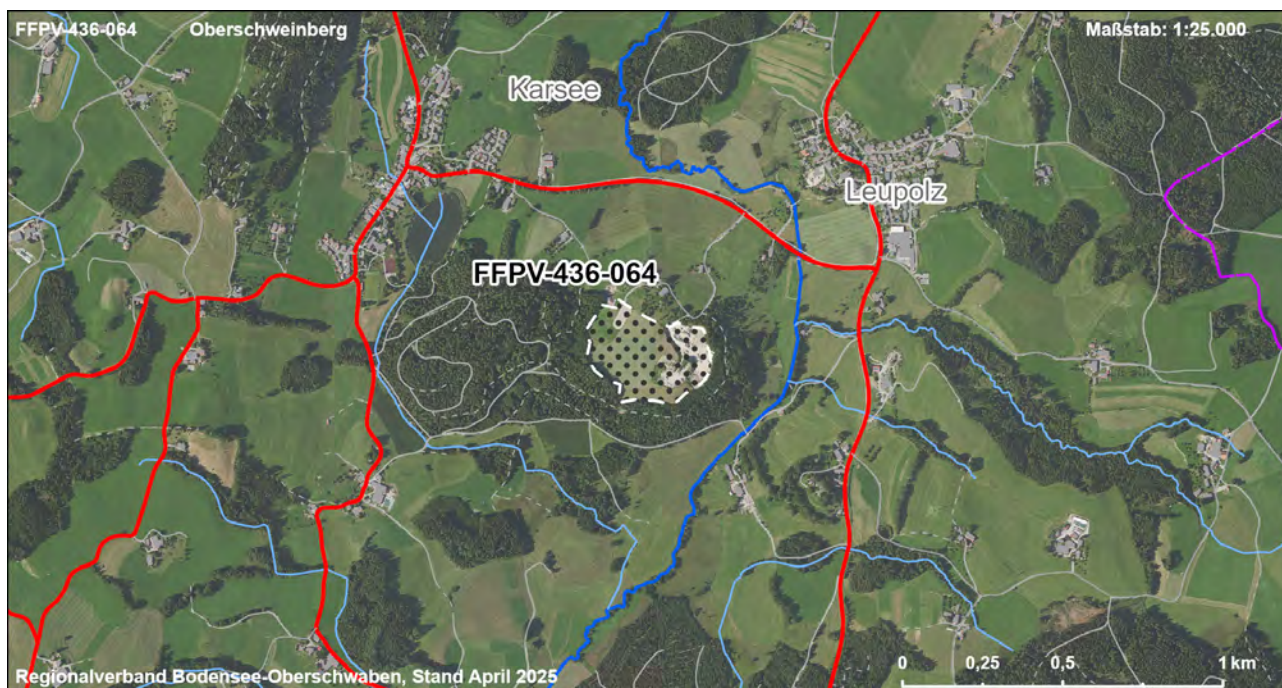 FFPV-436-064 Oberschweinberg Maßstab: 1:25.000
Karsee
Leupolz
FFPV-436-064
Regionalverband Bodensee-Oberschwaben, Stand April 2025
0 0,25 0,5 1 km